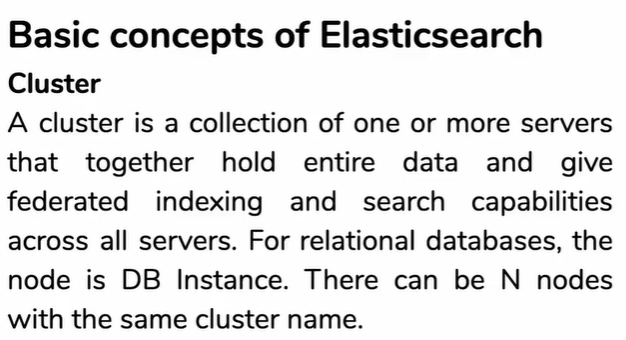 Basic concepts of Elasticsearch
Cluster
A cluster is a collection of one or more servers
that together hold entire data and give
federated indexing and search capabilities
across all servers. For relational databases, the
node is DB Instance. There can be N nodes
with the same cluster name.